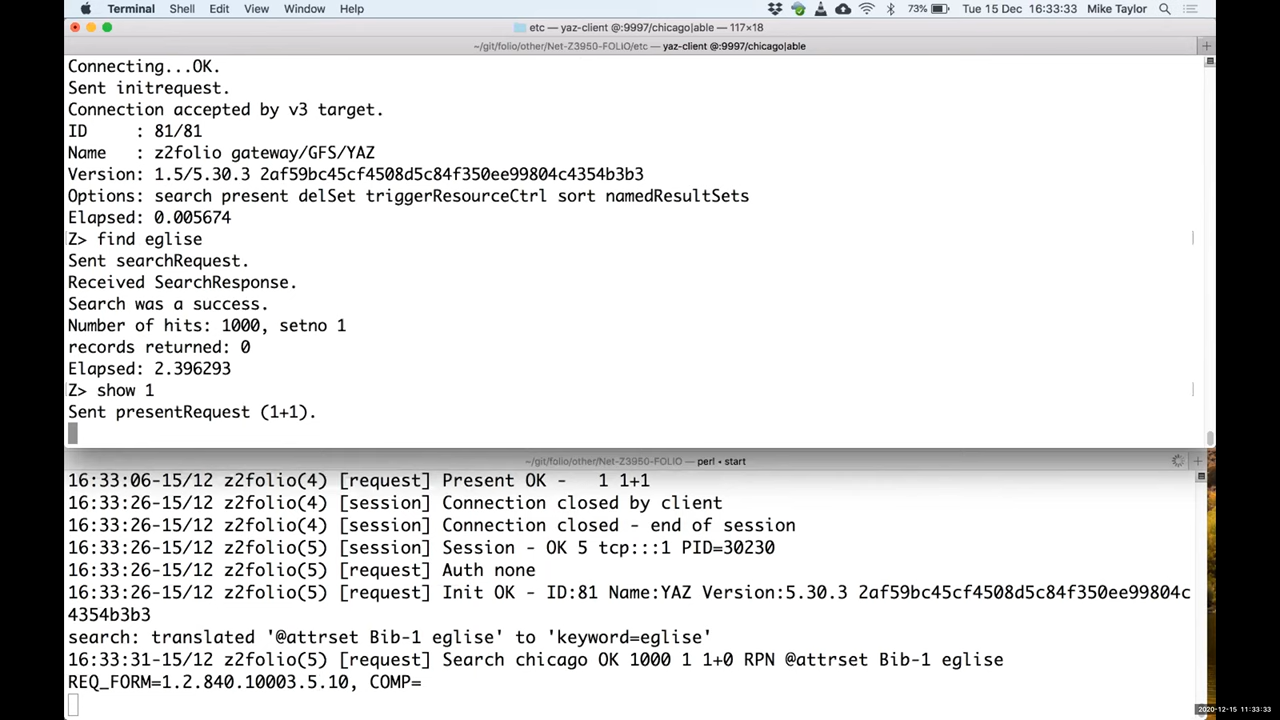 Terminal Shell Edit View Window Help 73% Tue 15 Dec 16:33:33 Mike Taylor
etc — yaz-client @:9997/chicago|able — 117×18
~/git/folio/other/Net-Z3950-FOLIO/etc — yaz-client @:9997/chicago|able
Connecting...OK.
Sent initrequest.
Connection accepted by v3 target.
ID     : 81/81
Name   : z2folio gateway/GFS/YAZ
Version: 1.5/5.30.3 2af59bc45cf4508d5c84f350ee99804c4354b3b3
Options: search present delSet triggerResourceCtrl sort namedResultSets
Elapsed: 0.005674
Z> find eglise
Sent searchRequest.
Received SearchResponse.
Search was a success.
Number of hits: 1000, setno 1
records returned: 0
Elapsed: 2.396293
Z> show 1
Sent presentRequest (1+1).
~/git/folio/other/Net-Z3950-FOLIO — perl • start
16:33:06-15/12 z2folio(4) [request] Present OK -   1 1+1
16:33:26-15/12 z2folio(4) [session] Connection closed by client
16:33:26-15/12 z2folio(4) [session] Connection closed - end of session
16:33:26-15/12 z2folio(5) [session] Session - OK 5 tcp:::1 PID=30230
16:33:26-15/12 z2folio(5) [request] Auth none
16:33:26-15/12 z2folio(5) [request] Init OK - ID:81 Name:YAZ Version:5.30.3 2af59bc45cf4508d5c84f350ee99804c
4354b3b3
search: translated '@attrset Bib-1 eglise' to 'keyword=eglise'
16:33:31-15/12 z2folio(5) [request] Search chicago OK 1000 1 1+0 RPN @attrset Bib-1 eglise
REQ_FORM=1.2.840.10003.5.10, COMP=
2020-12-15 11:33:33